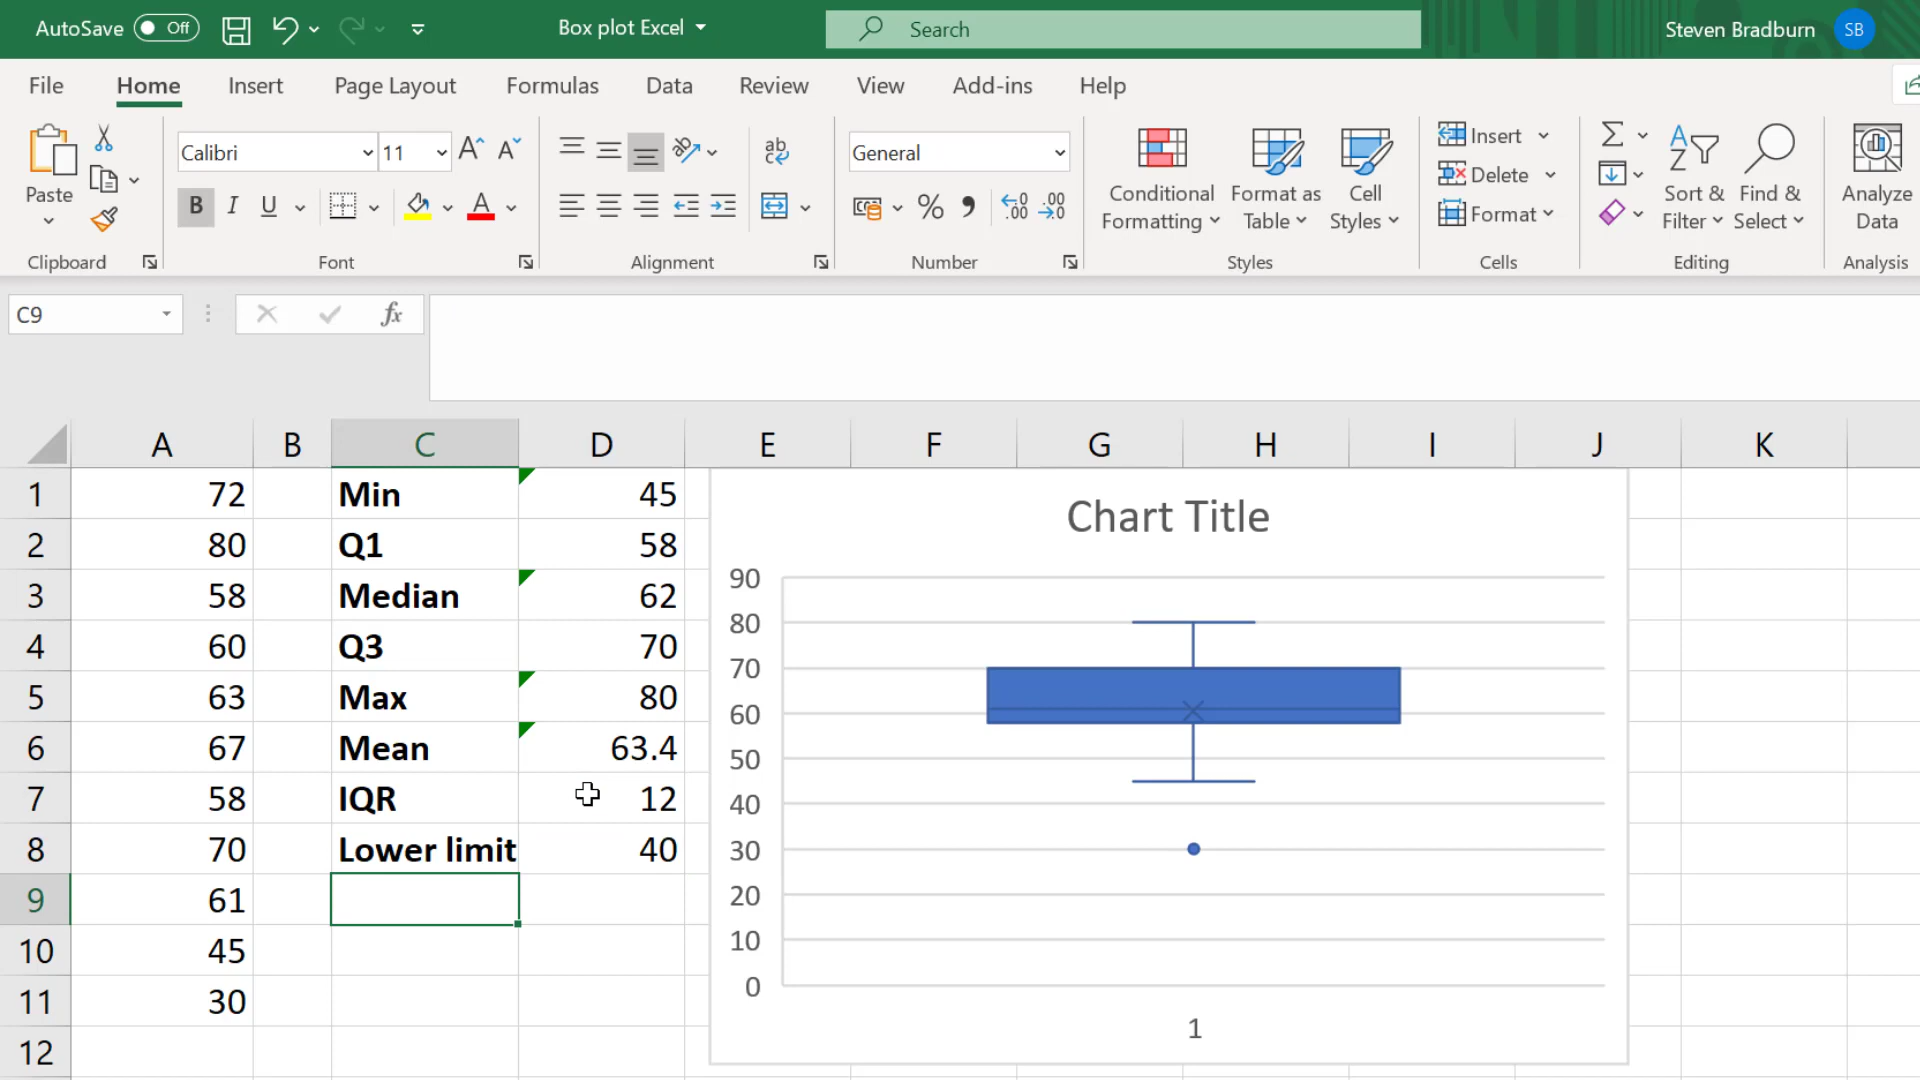 AutoSave Off Box plot Excel Search Steven Bradburn SB
File Home Insert Page Layout Formulas Data Review View Add-ins Help
Paste Calibri 11 A A ab General Conditional Formatting Format as Table Cell Styles Insert Delete Format Sort & Filter Find & Select Analyze Data
B I U A % .00 .00
Clipboard Font Alignment Number Styles Cells Editing Analysis
C9 fx
A B C D E F G H I J K
1 72 Min 45
2 80 Q1 58
3 58 Median 62
4 60 Q3 70
5 63 Max 80
6 67 Mean 63.4
7 58 IQR 12
8 70 Lower limit 40
9 61
10 45
11 30
12
Chart Title
90
80
70
60
50
40
30
20
10
0
1